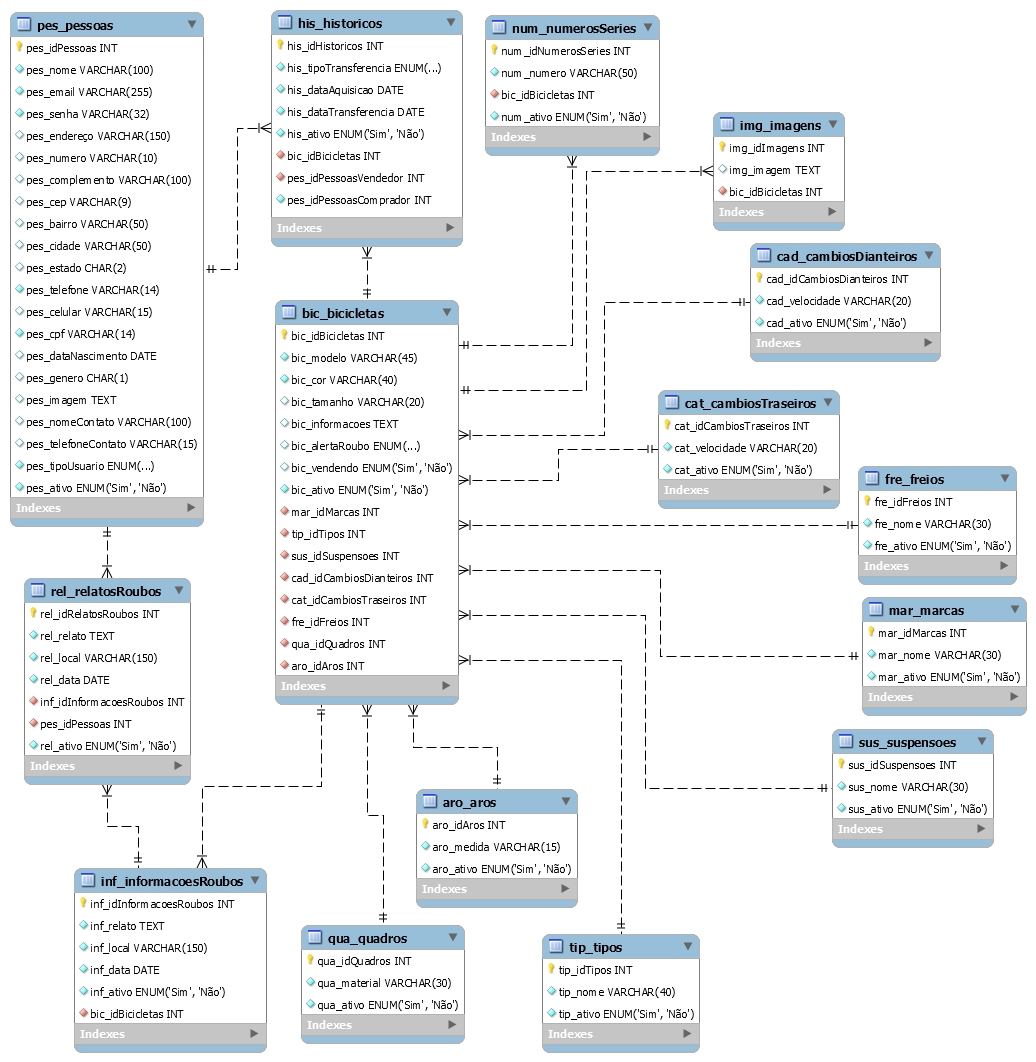 pes_pessoas
pes_idPessoas INT
pes_nome VARCHAR(100)
pes_email VARCHAR(255)
pes_senha VARCHAR(32)
pes_endereço VARCHAR(150)
pes_numero VARCHAR(10)
pes_complemento VARCHAR(100)
pes_cep VARCHAR(9)
pes_bairro VARCHAR(50)
pes_cidade VARCHAR(50)
pes_estado CHAR(2)
pes_telefone VARCHAR(14)
pes_celular VARCHAR(15)
pes_cpf VARCHAR(14)
pes_dataNascimento DATE
pes_genero CHAR(1)
pes_imagem TEXT
pes_nomeContato VARCHAR(100)
pes_telefoneContato VARCHAR(15)
pes_tipoUsuario ENUM(...)
pes_ativo ENUM('Sim', 'Não')
Indexes
his_historicos
his_idHistoricos INT
his_tipoTransferencia ENUM(...)
his_dataAquisicao DATE
his_dataTransferencia DATE
his_ativo ENUM('Sim', 'Não')
bic_idBicicletas INT
pes_idPessoasVendedor INT
pes_idPessoasComprador INT
Indexes
num_numerosSeries
num_idNumerosSeries INT
num_numero VARCHAR(50)
bic_idBicicletas INT
num_ativo ENUM('Sim', 'Não')
Indexes
img_imagens
img_idImagens INT
img_imagem TEXT
bic_idBicicletas INT
Indexes
cad_cambiosDianteiros
cad_idCambiosDianteiros INT
cad_velocidade VARCHAR(20)
cad_ativo ENUM('Sim', 'Não')
Indexes
bic_bicicletas
bic_idBicicletas INT
bic_modelo VARCHAR(45)
bic_cor VARCHAR(40)
bic_tamanho VARCHAR(20)
bic_informacoes TEXT
bic_alertaRoubo ENUM(...)
bic_vendendo ENUM('Sim', 'Não')
bic_ativo ENUM('Sim', 'Não')
mar_idMarcas INT
tip_idTipos INT
sus_idSuspensoes INT
cad_idCambiosDianteiros INT
cat_idCambiosTraseiros INT
fre_idFreios INT
qua_idQuadros INT
aro_idAros INT
Indexes
cat_cambiosTraseiros
cat_idCambiosTraseiros INT
cat_velocidade VARCHAR(20)
cat_ativo ENUM('Sim', 'Não')
Indexes
fre_freios
fre_idFreios INT
fre_nome VARCHAR(30)
fre_ativo ENUM('Sim', 'Não')
Indexes
mar_marcas
mar_idMarcas INT
mar_nome VARCHAR(30)
mar_ativo ENUM('Sim', 'Não')
Indexes
rel_relatosRoubos
rel_idRelatosRoubos INT
rel_relato TEXT
rel_local VARCHAR(150)
rel_data DATE
inf_idInformacoesRoubos INT
pes_idPessoas INT
rel_ativo ENUM('Sim', 'Não')
Indexes
sus_suspensoes
sus_idSuspensoes INT
sus_nome VARCHAR(30)
sus_ativo ENUM('Sim', 'Não')
Indexes
aro_aros
aro_idAros INT
aro_medida VARCHAR(15)
aro_ativo ENUM('Sim', 'Não')
Indexes
inf_informacoesRoubos
inf_idInformacoesRoubos INT
inf_relato TEXT
inf_local VARCHAR(150)
inf_data DATE
inf_ativo ENUM('Sim', 'Não')
bic_idBicicletas INT
Indexes
qua_quadros
qua_idQuadros INT
qua_material VARCHAR(30)
qua_ativo ENUM('Sim', 'Não')
Indexes
tip_tipos
tip_idTipos INT
tip_nome VARCHAR(40)
tip_ativo ENUM('Sim', 'Não')
Indexes